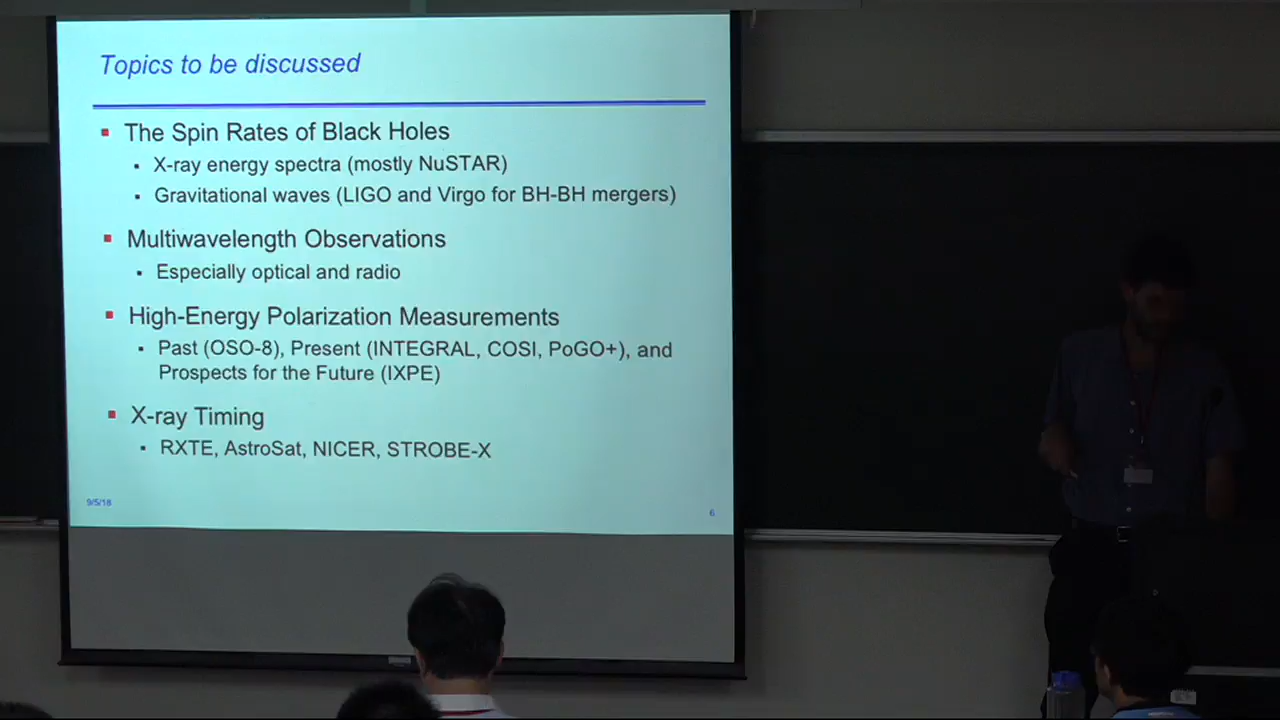 Topics to be discussed
▪ The Spin Rates of Black Holes
▪ X-ray energy spectra (mostly NuSTAR)
▪ Gravitational waves (LIGO and Virgo for BH-BH mergers)
▪ Multiwavelength Observations
▪ Especially optical and radio
▪ High-Energy Polarization Measurements
▪ Past (OSO-8), Present (INTEGRAL, COSI, PoGO+), and
Prospects for the Future (IXPE)
▪ X-ray Timing
▪ RXTE, AstroSat, NICER, STROBE-X
9/5/18
6